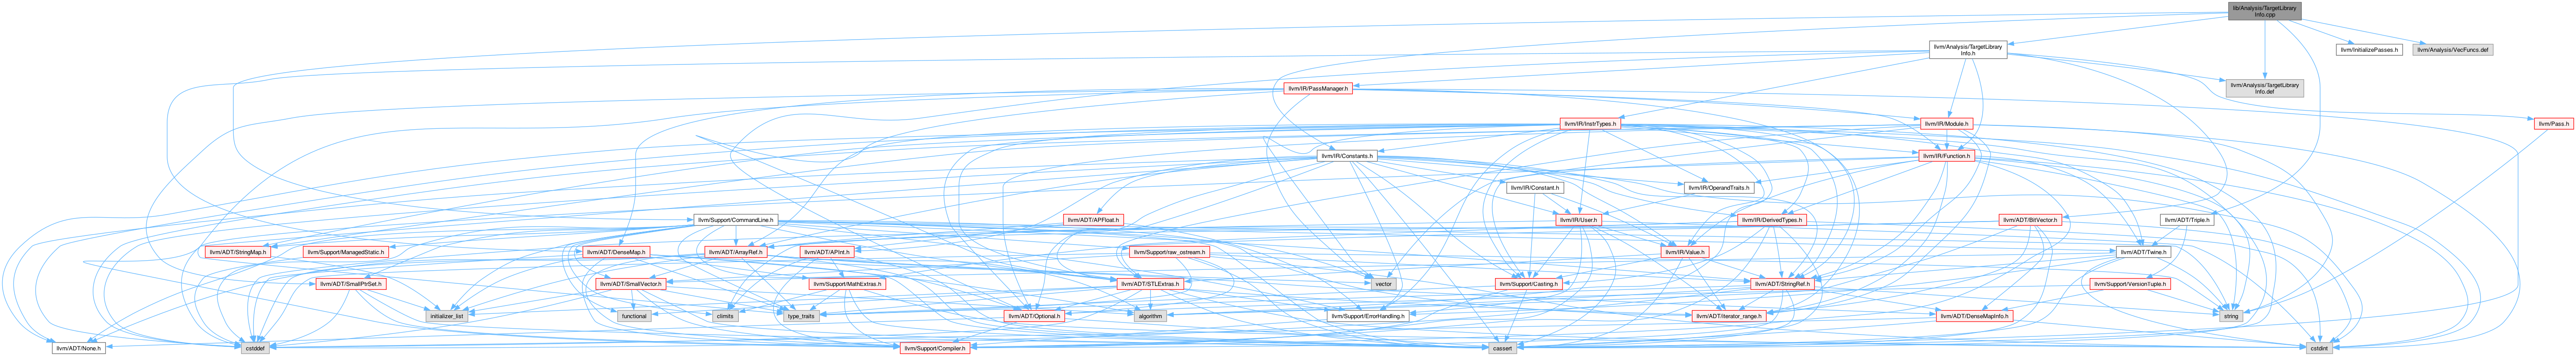 lib/Analysis/TargetLibrary
Info.cpp
llvm/Analysis/TargetLibrary
Info.h
llvm/InitializePasses.h
llvm/Analysis/VecFuncs.def
llvm/IR/PassManager.h
llvm/Analysis/TargetLibrary
Info.def
llvm/IR/InstrTypes.h
llvm/IR/Module.h
llvm/Pass.h
llvm/IR/Constants.h
llvm/IR/Function.h
llvm/IR/Constant.h
llvm/IR/OperandTraits.h
llvm/Support/CommandLine.h
llvm/ADT/APFloat.h
llvm/IR/User.h
llvm/IR/DerivedTypes.h
llvm/ADT/BitVector.h
llvm/ADT/Triple.h
llvm/ADT/StringMap.h
llvm/Support/ManagedStatic.h
llvm/ADT/DenseMap.h
llvm/ADT/ArrayRef.h
llvm/ADT/APInt.h
llvm/Support/raw_ostream.h
llvm/IR/Value.h
llvm/ADT/Twine.h
llvm/ADT/SmallPtrSet.h
llvm/ADT/SmallVector.h
llvm/Support/MathExtras.h
llvm/ADT/STLExtras.h
vector
llvm/Support/Casting.h
llvm/ADT/StringRef.h
llvm/Support/VersionTuple.h
initializer_list
functional
climits
type_traits
llvm/ADT/Optional.h
algorithm
llvm/Support/ErrorHandling.h
llvm/ADT/iterator_range.h
llvm/ADT/DenseMapInfo.h
string
llvm/ADT/None.h
cstddef
llvm/Support/Compiler.h
cassert
cstdint